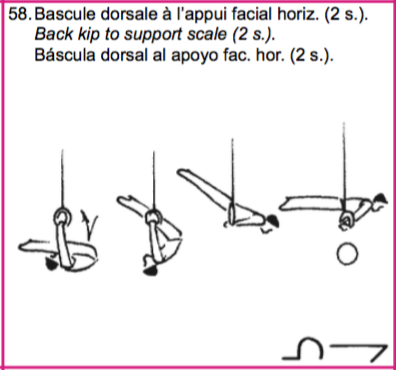 58. Bascule dorsale à l'appui facial horiz. (2 s.).
Back kip to support scale (2 s.).
Báscula dorsal al apoyo fac. hor. (2 s.).